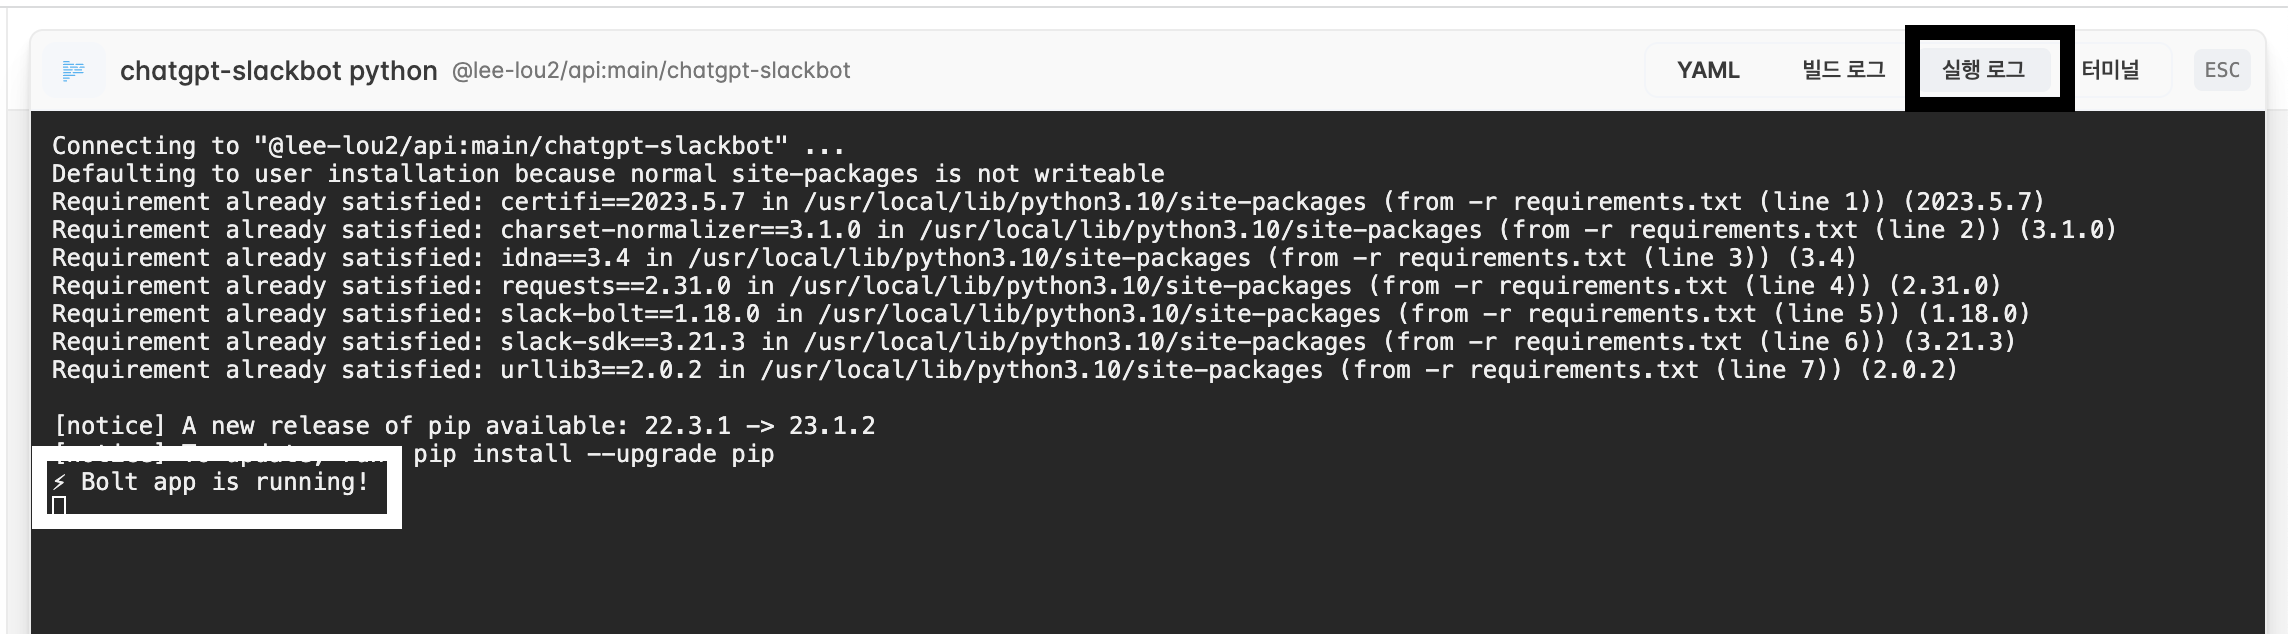 chatgpt-slackbot python @lee-lou2/api:main/chatgpt-slackbot YAML 빌드 로그 실행 로그 터미널 ESC
Connecting to "@lee-lou2/api:main/chatgpt-slackbot" ...
Defaulting to user installation because normal site-packages is not writeable
Requirement already satisfied: certifi==2023.5.7 in /usr/local/lib/python3.10/site-packages (from -r requirements.txt (line 1)) (2023.5.7)
Requirement already satisfied: charset-normalizer==3.1.0 in /usr/local/lib/python3.10/site-packages (from -r requirements.txt (line 2)) (3.1.0)
Requirement already satisfied: idna==3.4 in /usr/local/lib/python3.10/site-packages (from -r requirements.txt (line 3)) (3.4)
Requirement already satisfied: requests==2.31.0 in /usr/local/lib/python3.10/site-packages (from -r requirements.txt (line 4)) (2.31.0)
Requirement already satisfied: slack-bolt==1.18.0 in /usr/local/lib/python3.10/site-packages (from -r requirements.txt (line 5)) (1.18.0)
Requirement already satisfied: slack-sdk==3.21.3 in /usr/local/lib/python3.10/site-packages (from -r requirements.txt (line 6)) (3.21.3)
Requirement already satisfied: urllib3==2.0.2 in /usr/local/lib/python3.10/site-packages (from -r requirements.txt (line 7)) (2.0.2)
[notice] A new release of pip available: 22.3.1 -> 23.1.2
pip install --upgrade pip
⚡ Bolt app is running!